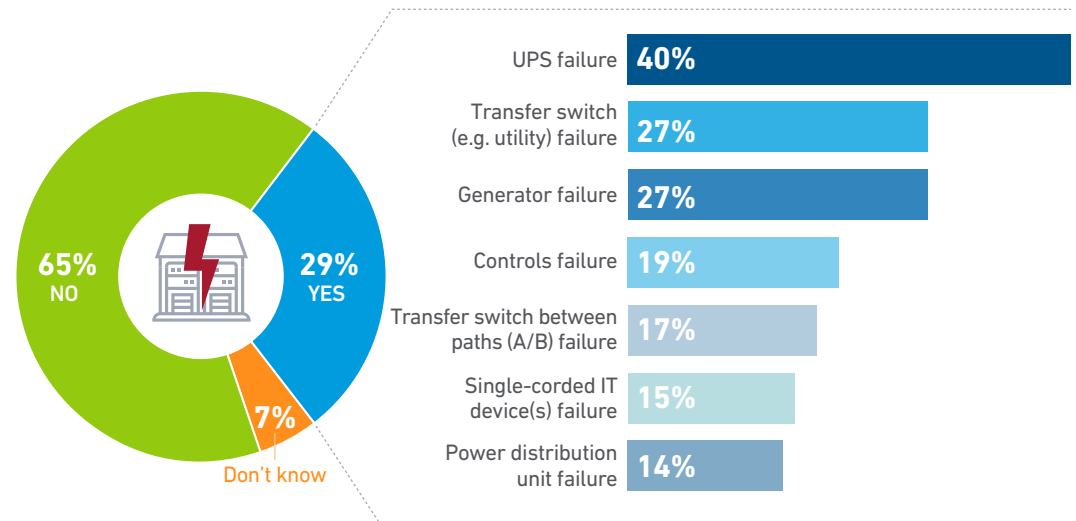 65%
NO
29%
YES
7%
Don't know
UPS failure
40%
Transfer switch
(e.g. utility) failure
27%
Generator failure
27%
Controls failure
19%
Transfer switch between
paths (A/B) failure
17%
Single-corded IT
device(s) failure
15%
Power distribution
unit failure
14%